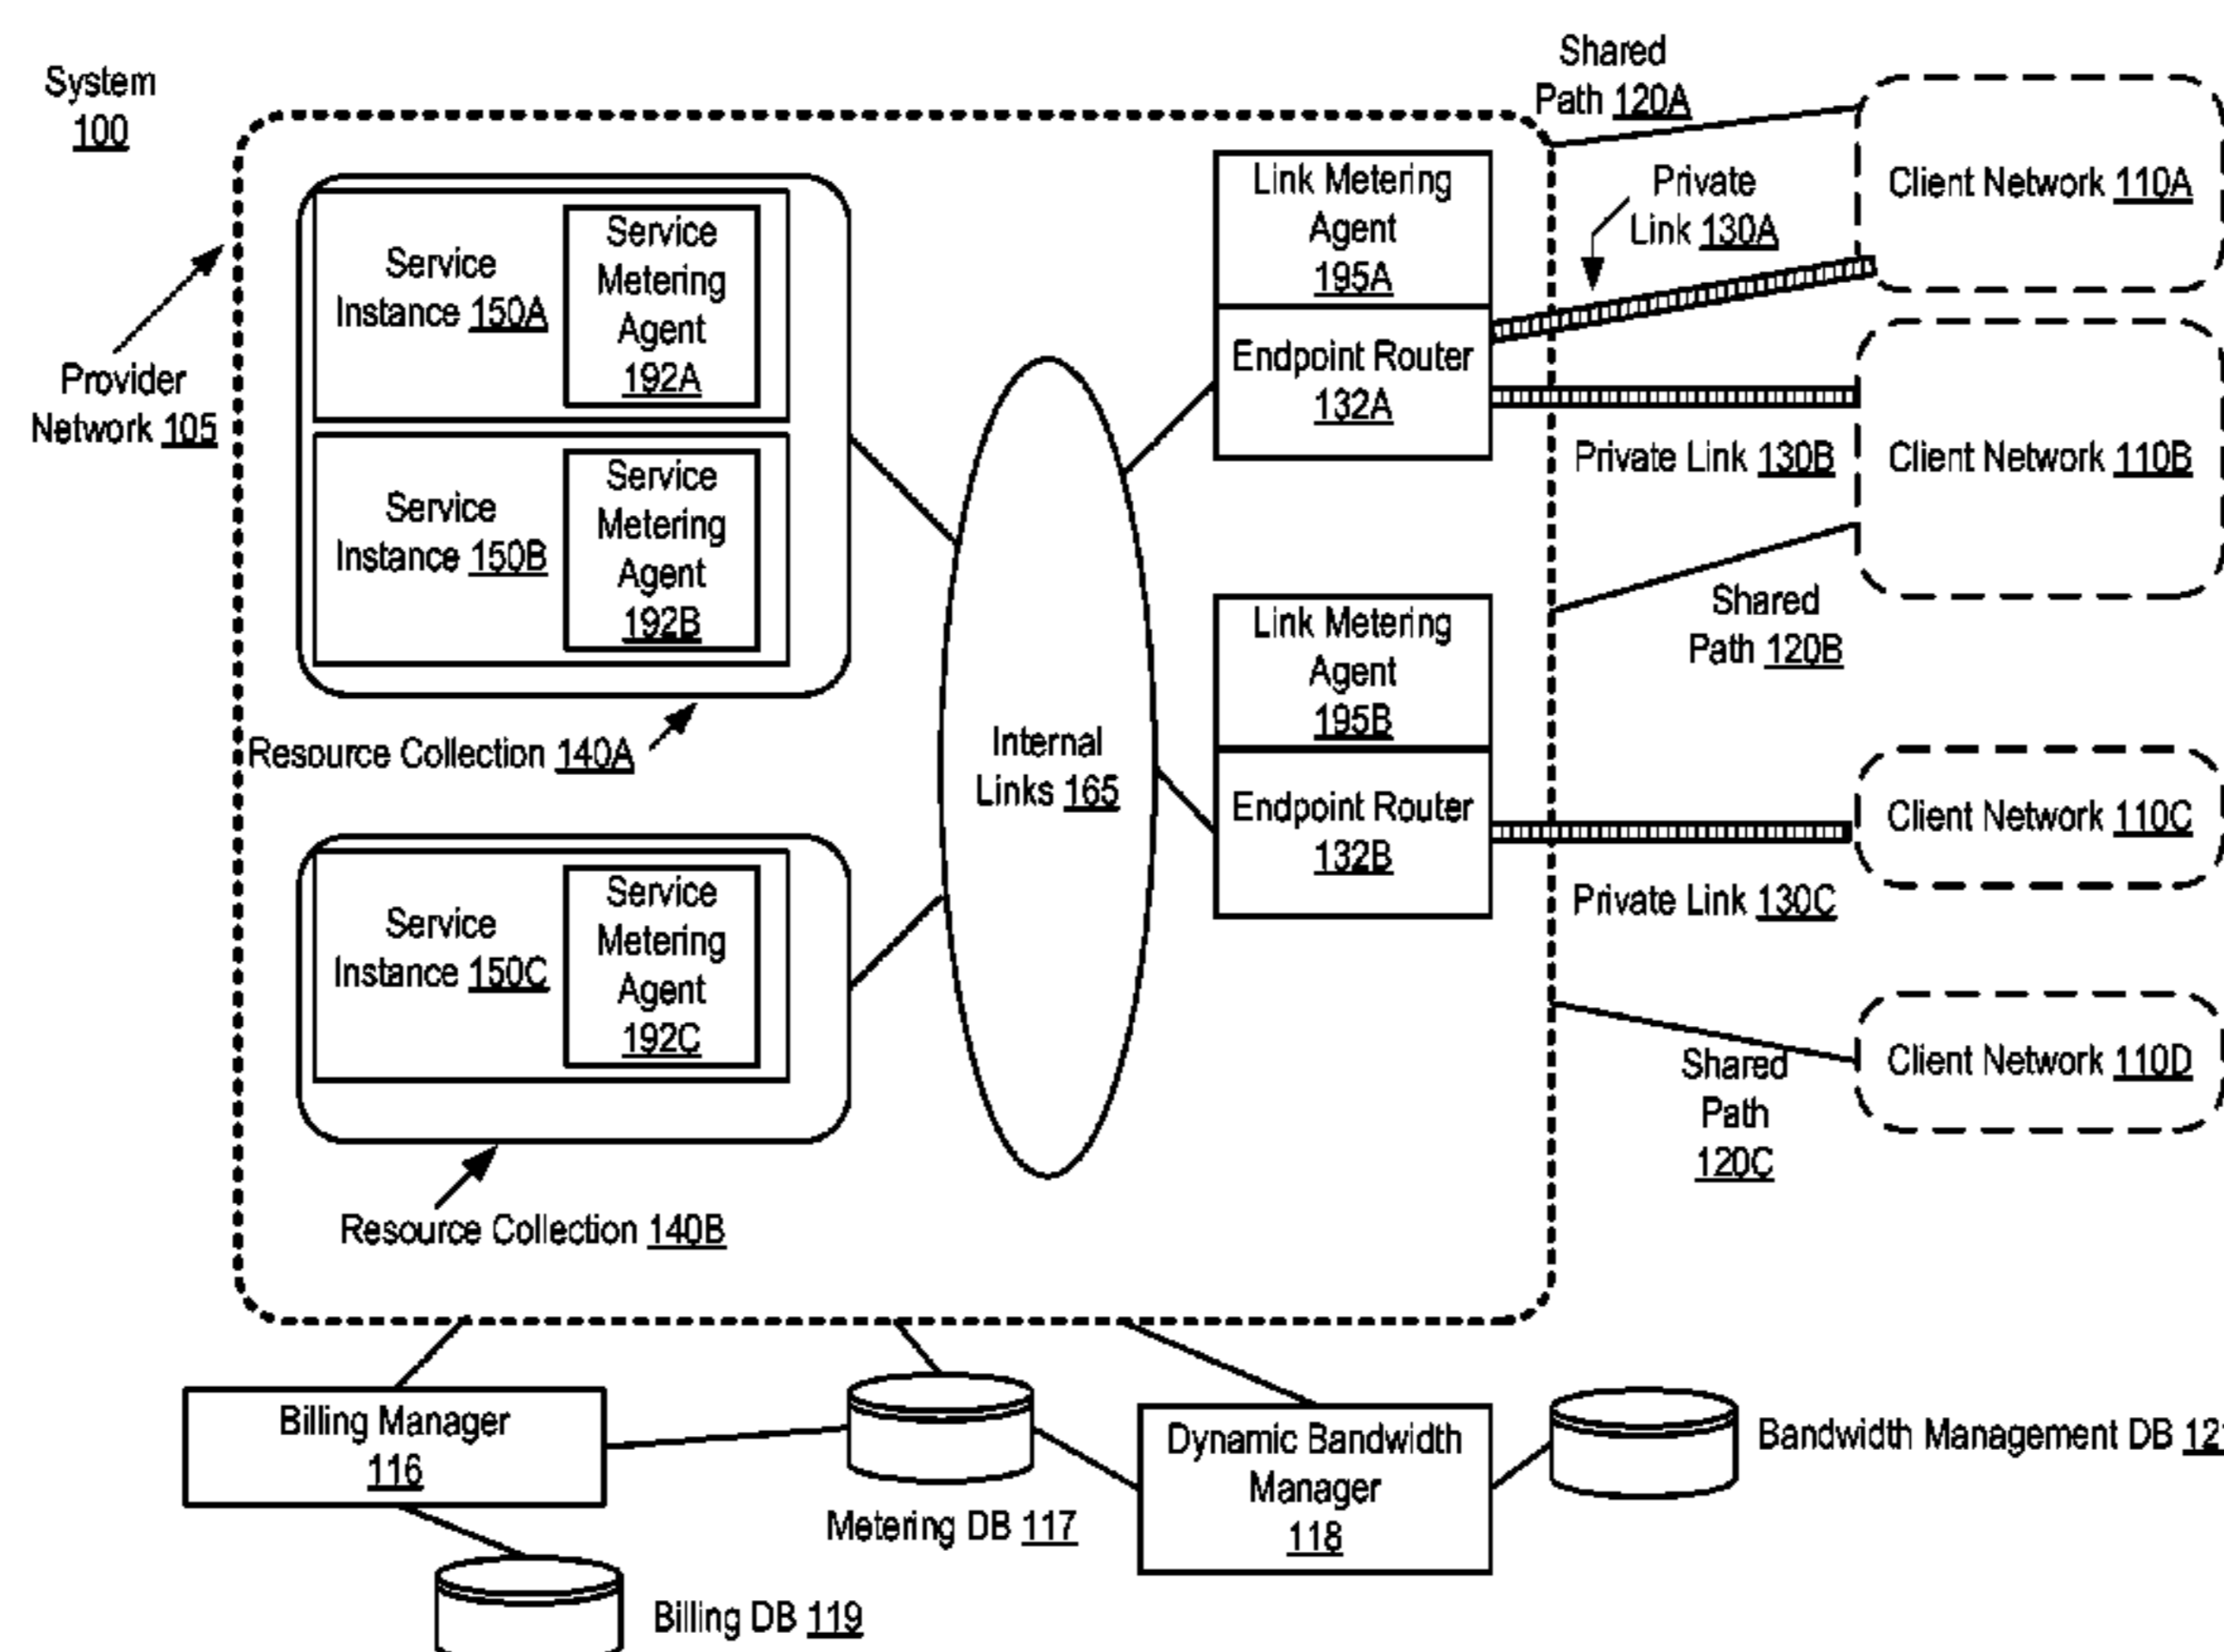 System
100
Provider
Network 105
Service
Instance 150A
Service
Metering
Agent
192A
Service
Instance 150B
Service
Metering
Agent
192B
Resource Collection 140A
Service
Instance 150C
Service
Metering
Agent
192C
Resource Collection 140B
Internal
Links 165
Link Metering
Agent
195A
Endpoint Router
132A
Link Metering
Agent
195B
Endpoint Router
132B
Shared
Path 120A
Private
Link 130A
Client Network 110A
Private Link 130B
Client Network 110B
Shared
Path 120B
Client Network 110C
Private Link 130C
Client Network 110D
Shared
Path
120C
Billing Manager
116
Metering DB 117
Dynamic Bandwidth
Manager
118
Bandwidth Management DB
Billing DB 119